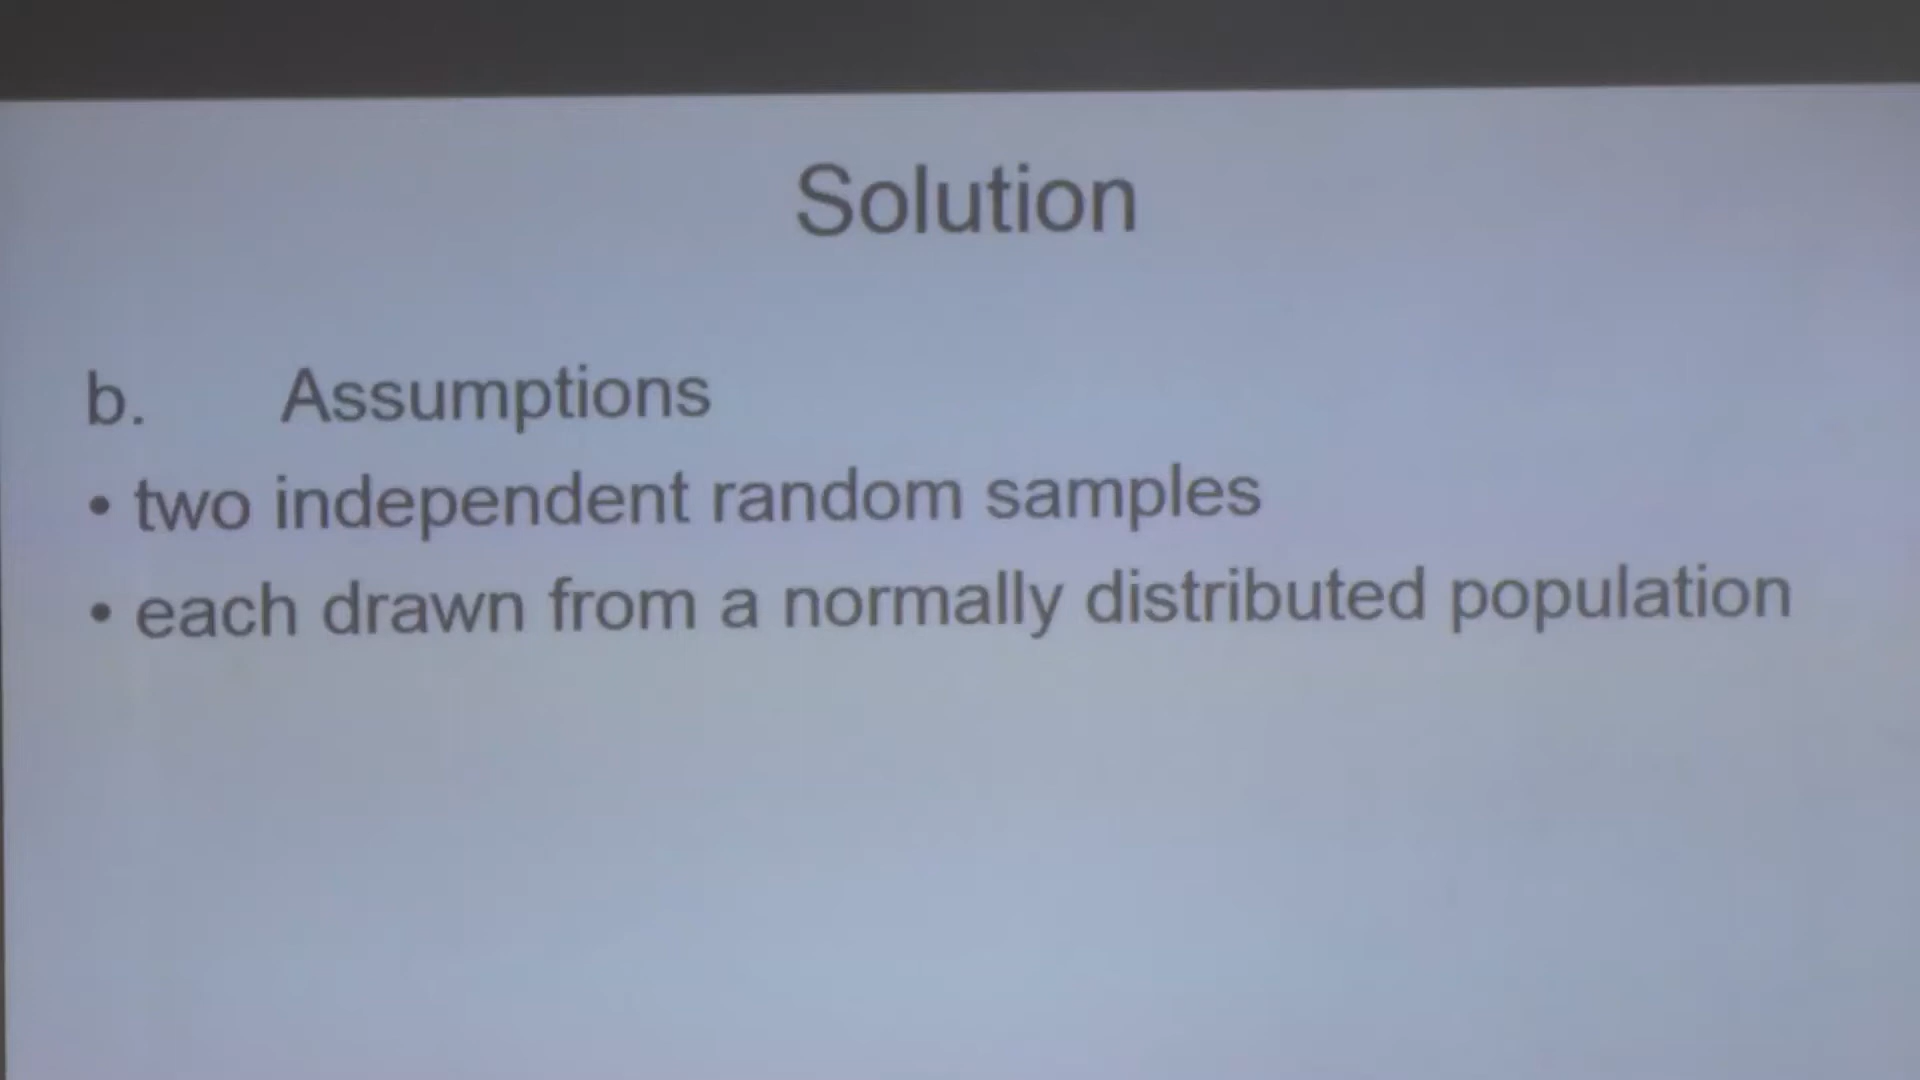 Solution
b. Assumptions
• two independent random samples
• each drawn from a normally distributed population